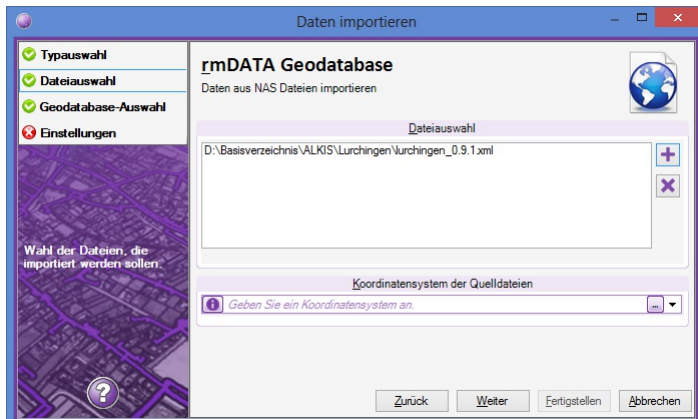 Daten importieren
Typauswahl
Dateiauswahl
Geodatabase-Auswahl
Einstellungen
Wahl der Dateien, die
importiert werden sollen.
rmDATA Geodatabase
Daten aus NAS Dateien importieren
Dateiauswahl
D:\Basisverzeichnis\ALKIS\Lurchingen\lurchingen_0.9.1.xml
Koordinatensystem der Quelldateien
Geben Sie ein Koordinatensystem an.
...
Zurück
Weiter
Fertigstellen
Abbrechen